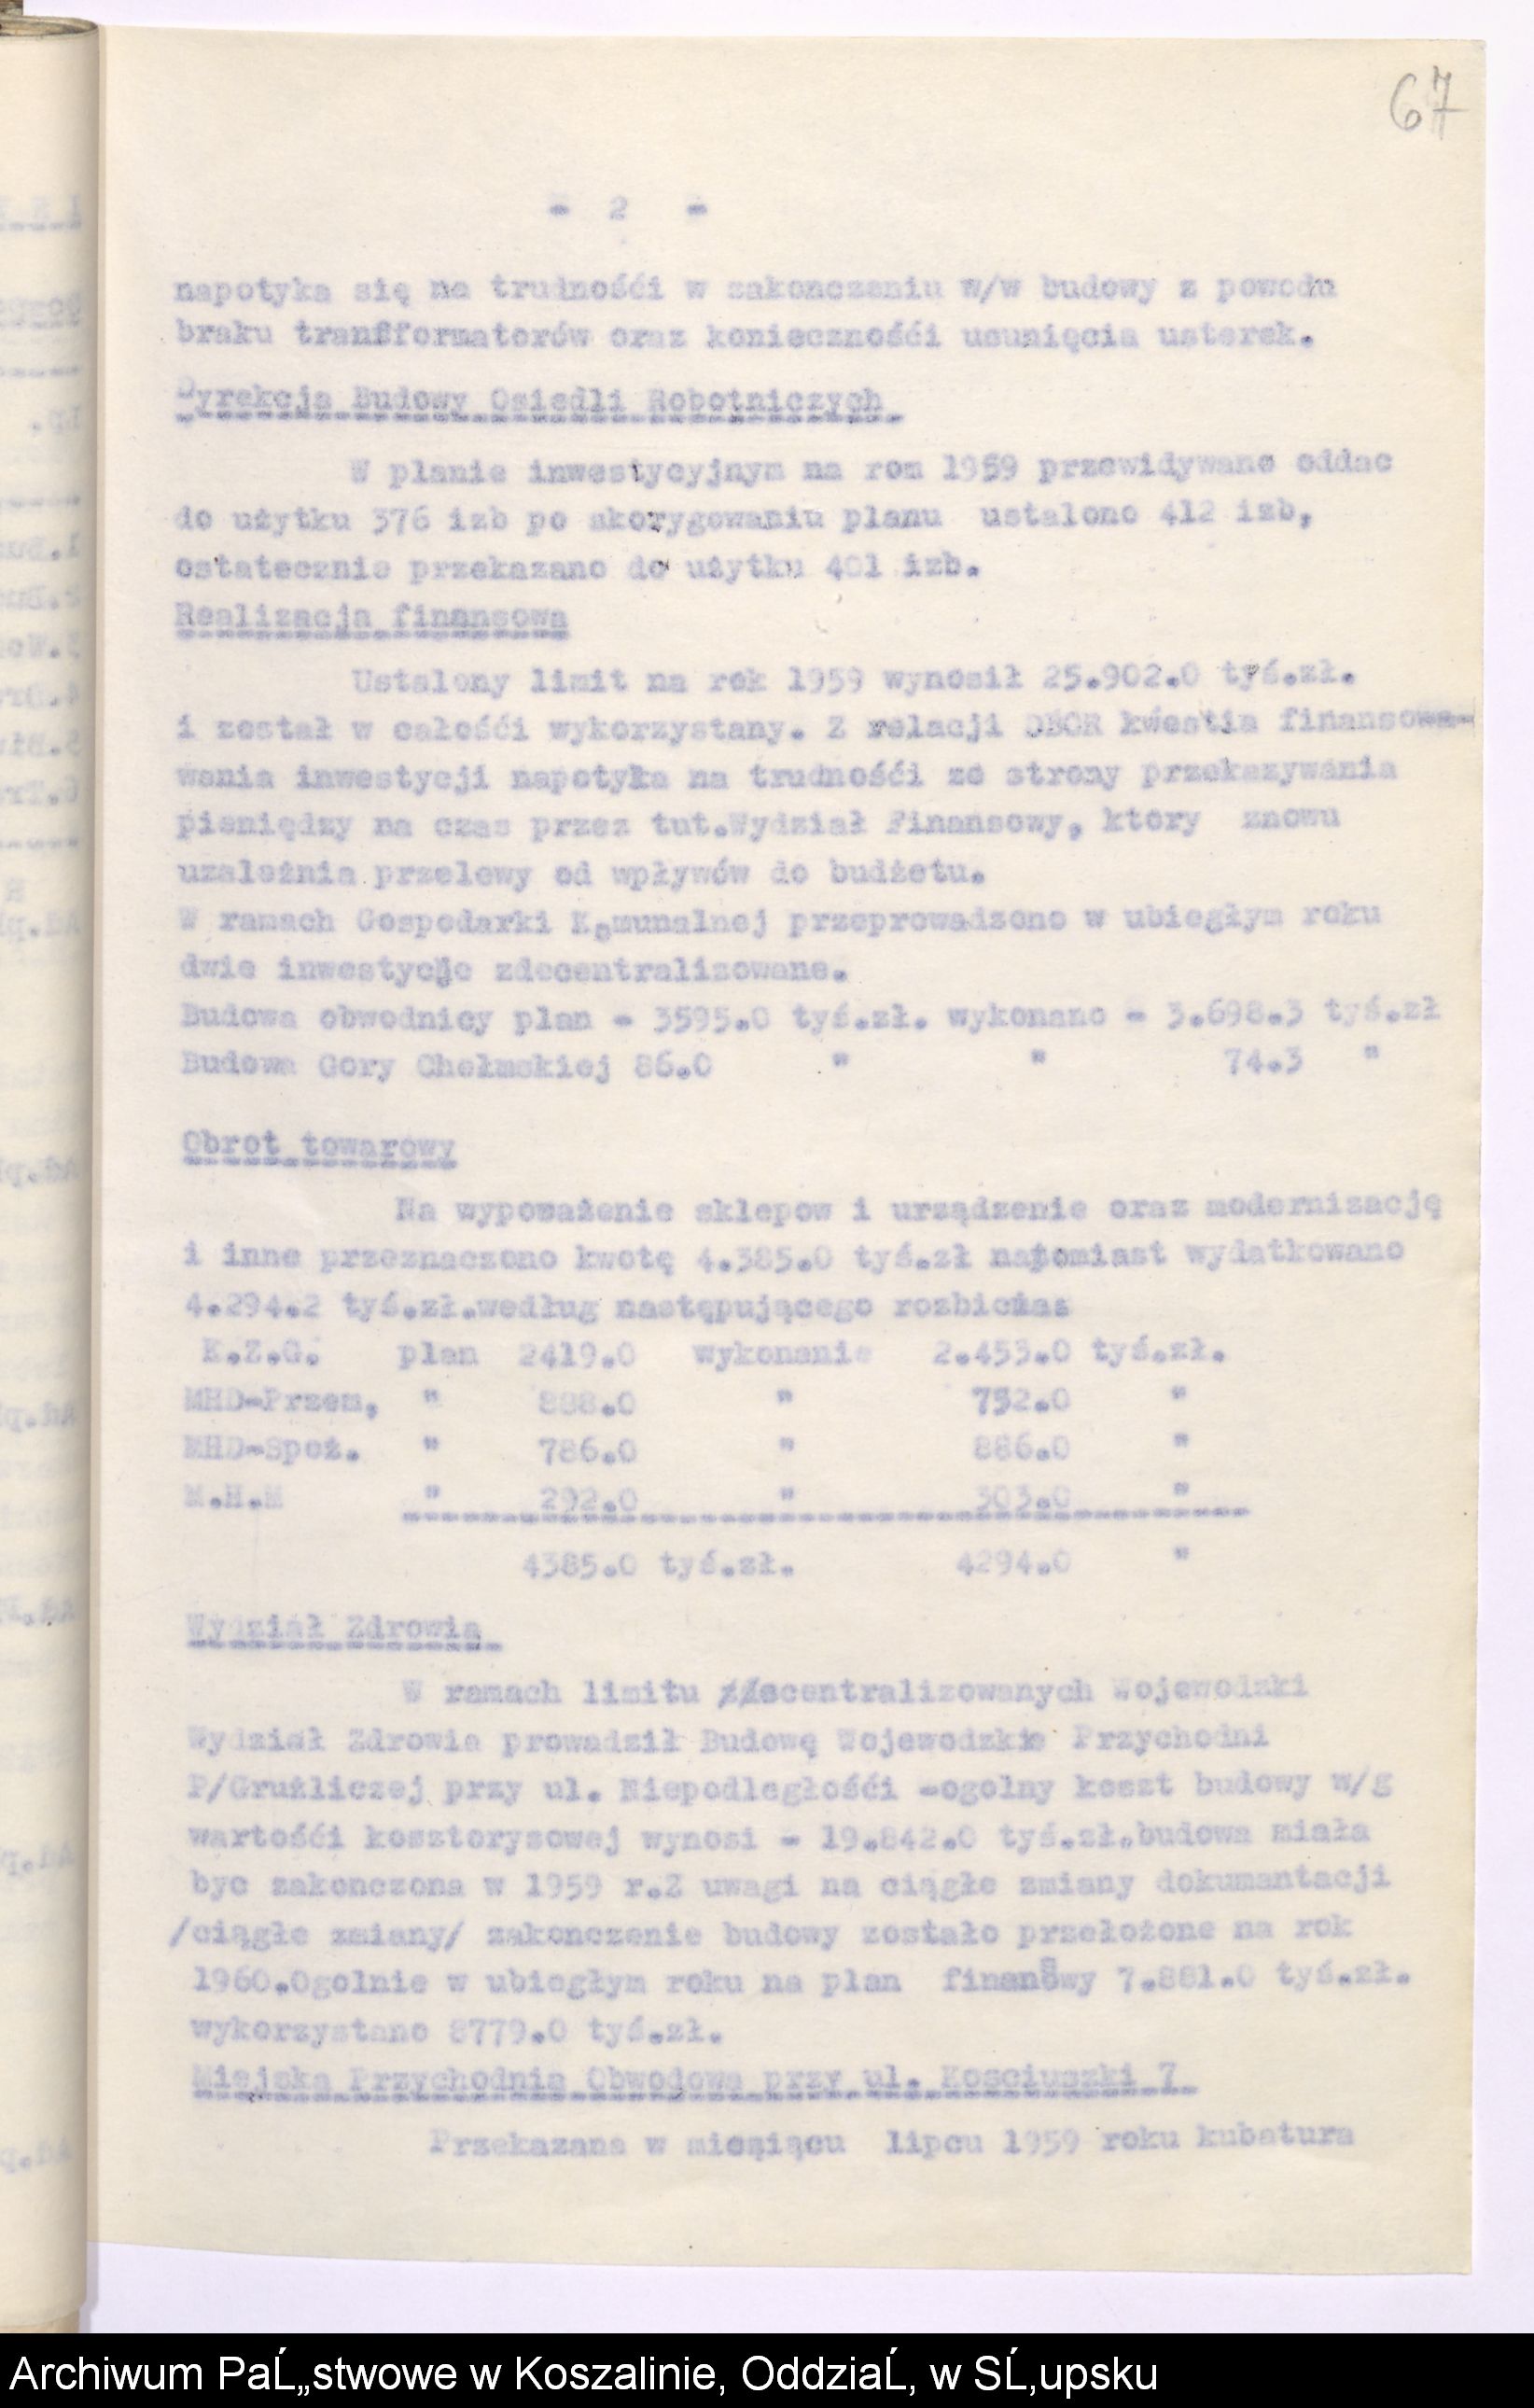 67
- 2 -
napotyka się na trudnośći w zakonczeniu w/w budowy z powodu
braku transformatorów oraz koniecznośći usunięcia usterek.
Dyrekcja Budowy Osiedli Robotniczych
W planie inwestycyjnym na rom 1959 przewidywano oddac
do użytku 376 izb po skorygowaniu planu ustalono 412 izb,
ostatecznie przekazano do użytku 401 izb.
Realizacja finansowa
Ustalony limit na rok 1959 wynosił 25.902.0 tyś.zł.
i został w całośći wykorzystany. Z relacji DBOR kwestia finansowa-
wania inwestycji napotyka na trudnośći ze strony przekazywania
pieniędzy na czas przez tut.Wydział Finansowy, ktory znowu
uzależnia przelewy od wpływów do budżetu.
W ramach Gospodarki Komunalnej przeprowadzono w ubiegłym roku
dwie inwestycje zdecentralizowane.
Budowa obwodnicy plan - 3595.0 tyś.zł. wykonano - 3.698.3 tyś.zł
Budowa Gory Chełmskiej 86.0 " " 74.3 "
Obrot towarowy
Na wyposażenie sklepow i urządzenie oraz modernizację
i inne przeznaczono kwotę 4.385.0 tyś.zł natomiast wydatkowano
4.294.2 tyś.zł.według następującego rozbicia:
K.Z.G. plan 2419.0 wykonanie 2.453.0 tyś.zł.
MHD-Przem, " 888.0 " 752.0 "
MHD-Spoż. " 786.0 " 886.0 "
M.H.M " 292.0 " 303.0 "
4385.0 tyś.zł. 4294.0 "
Wydział Zdrowia
W ramach limitu scentralizowanych Wojewodzki
Wydział Zdrowia prowadził Budowę Wojewodzkie Przychodni
P/Gruźliczej przy ul. Niepodległośći -ogolny koszt budowy w/g
wartośći kosztorysowej wynosi - 19.842.0 tyś.zł.budowa miała
byc zakonczona w 1959 r.Z uwagi na ciągłe zmiany dokumantacji
/ciągłe zmiany/ zakonczenie budowy zostało przełożone na rok
1960.Ogolnie w ubiegłym roku na plan finansowy 7.881.0 tyś.zł.
wykorzystano 8779.0 tyś.zł.
Miejska Przychodnia Obwodowa przy ul. Kosciuszki 7
Przekazana w miesiącu lipcu 1959 roku kubatura
Archiwum PaĹ„stwowe w Koszalinie, OddziaĹ‚ w SĹ‚upsku